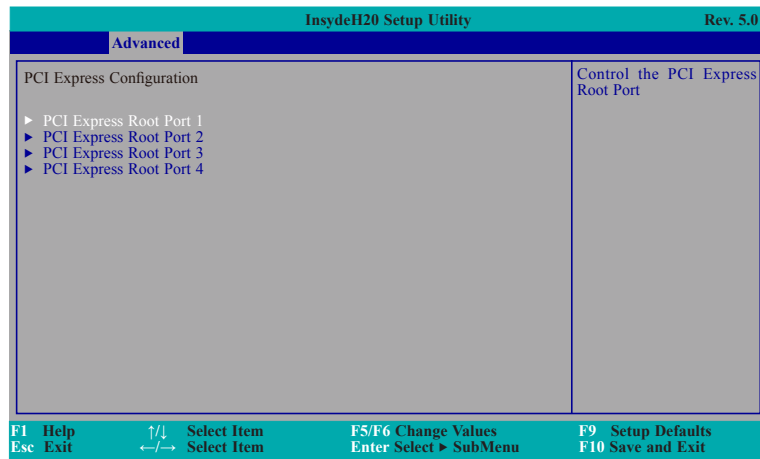 InsydeH20 Setup Utility Rev. 5.0
Advanced
PCI Express Configuration
► PCI Express Root Port 1
► PCI Express Root Port 2
► PCI Express Root Port 3
► PCI Express Root Port 4
Control the PCI Express
Root Port
F1 Help ↑/↓ Select Item F5/F6 Change Values F9 Setup Defaults
Esc Exit ←/→ Select Item Enter Select ► SubMenu F10 Save and Exit